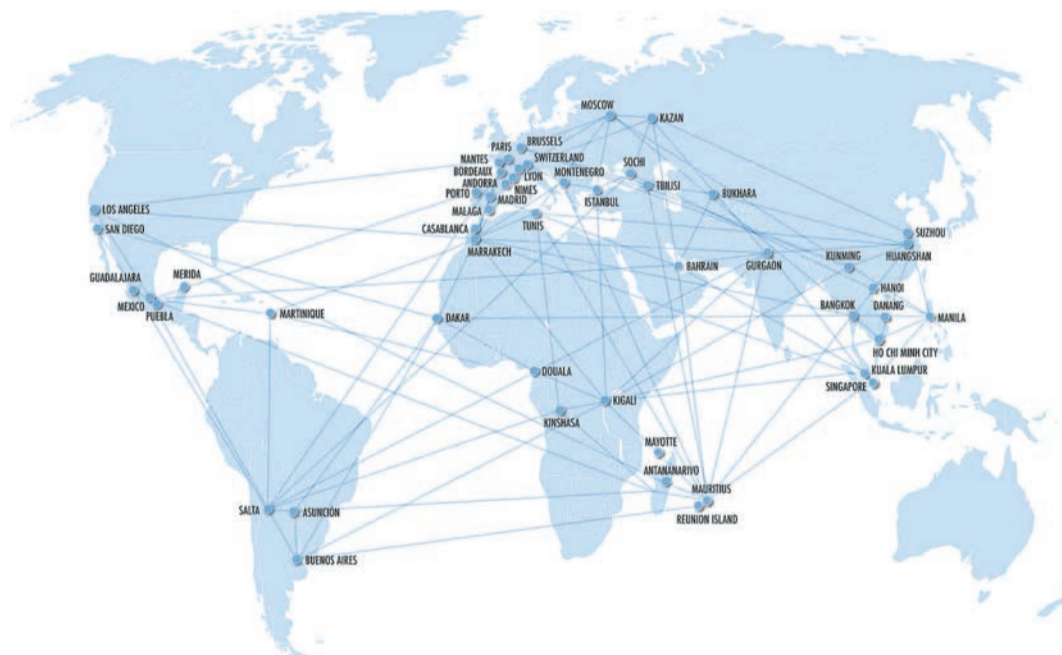 MOSCOW
KAZAN
BRUSSELS
PARIS
SWITZERLAND
NANTES
BORDEAUX
LYON
MONTENEGRO
SOCHI
ANDORRA
NIMES
TBILISI
PORTO
MADRID
ISTANBUL
BUKHARA
LOS ANGELES
MALAGA
SAN DIEGO
CASABLANCA
TUNIS
SUZHOU
MARRAKECH
HUANGSHAN
BAHRAIN
GURGAON
KUNMING
GUADALAJARA
MERIDA
HANOI
MEXICO
BANGKOK
DANANG
PUEBLA
MARTINIQUE
DAKAR
MANILA
HO CHI MINH CITY
DOUALA
KUALA LUMPUR
SINGAPORE
KIGALI
KINSHASA
MAYOTTE
ANTANANARIVO
MAURITIUS
SALTA
ASUNCIÓN
REUNION ISLAND
BUENOS AIRES